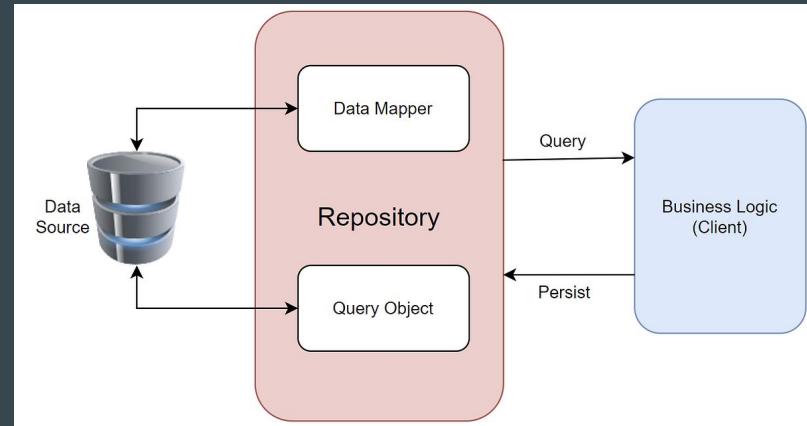 Data Mapper
Query
Data
Source
Repository
Business Logic
(Client)
Persist
Query Object